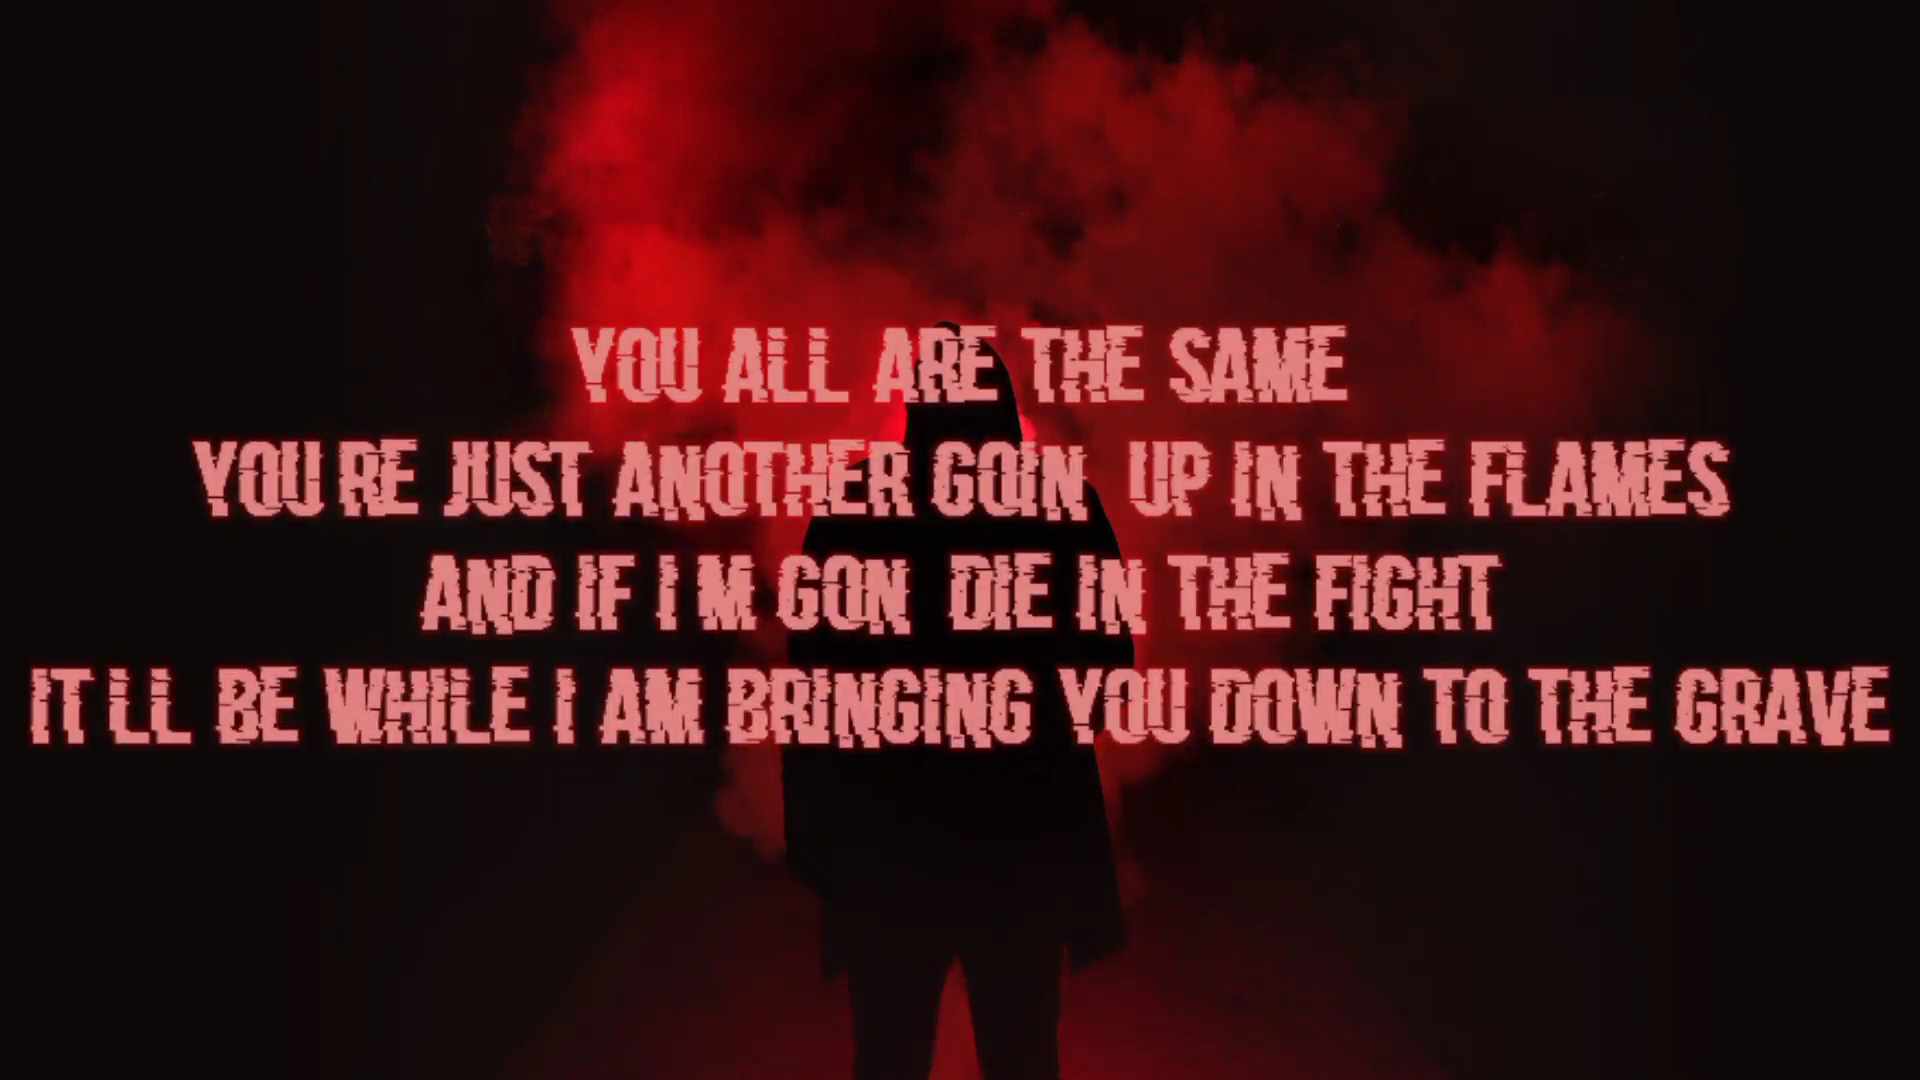 YOU ALL ARE THE SAME
YOU RE JUST ANOTHER GOIN  UP IN THE FLAMES
AND IF I M GON  DIE IN THE FIGHT
IT LL BE WHILE I AM BRINGING YOU DOWN TO THE GRAVE